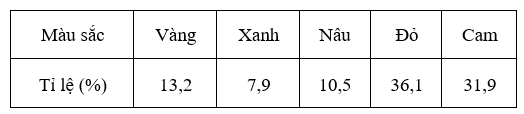 Màu sắc Vàng Xanh Nâu Đỏ Cam
Tỉ lệ (%) 13,2 7,9 10,5 36,1 31,9